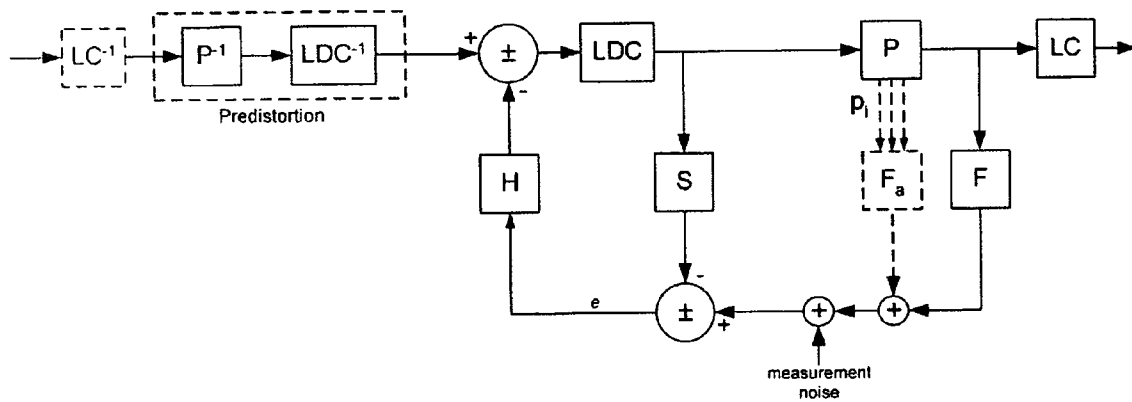 LC⁻¹
P⁻¹
LDC⁻¹
Predistortion
+
±
-
LDC
P
LC
pᵢ
H
S
Fₐ
F
-
e
±
+
+
+
measurement
noise